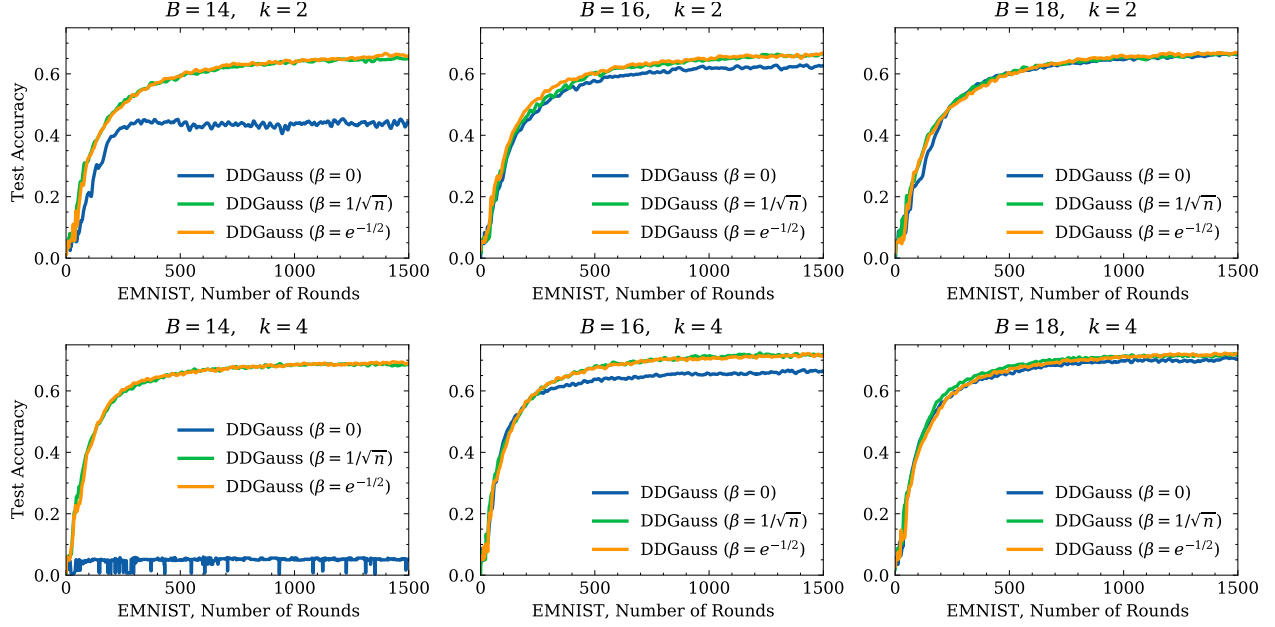 B = 14, k = 2
0.6
0.4
0.2
0.0
Test Accuracy
DDGauss (β = 0)
DDGauss (β = 1/√n)
DDGauss (β = e^{-1/2})
0 500 1000 1500
EMNIST, Number of Rounds
B = 16, k = 2
0.6
0.4
0.2
0.0
DDGauss (β = 0)
DDGauss (β = 1/√n)
DDGauss (β = e^{-1/2})
0 500 1000 1500
EMNIST, Number of Rounds
B = 18, k = 2
0.6
0.4
0.2
0.0
DDGauss (β = 0)
DDGauss (β = 1/√n)
DDGauss (β = e^{-1/2})
0 500 1000 1500
EMNIST, Number of Rounds
B = 14, k = 4
0.6
0.4
0.2
0.0
Test Accuracy
DDGauss (β = 0)
DDGauss (β = 1/√n)
DDGauss (β = e^{-1/2})
0 500 1000 1500
EMNIST, Number of Rounds
B = 16, k = 4
0.6
0.4
0.2
0.0
DDGauss (β = 0)
DDGauss (β = 1/√n)
DDGauss (β = e^{-1/2})
0 500 1000 1500
EMNIST, Number of Rounds
B = 18, k = 4
0.6
0.4
0.2
0.0
DDGauss (β = 0)
DDGauss (β = 1/√n)
DDGauss (β = e^{-1/2})
0 500 1000 1500
EMNIST, Number of Rounds